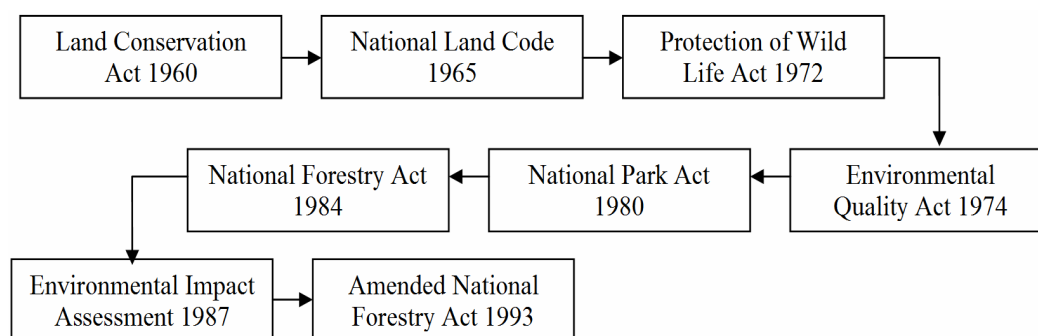 Land Conservation
Act 1960
National Land Code
1965
Protection of Wild
Life Act 1972
Environmental
Quality Act 1974
National Park Act
1980
National Forestry Act
1984
Environmental Impact
Assessment 1987
Amended National
Forestry Act 1993